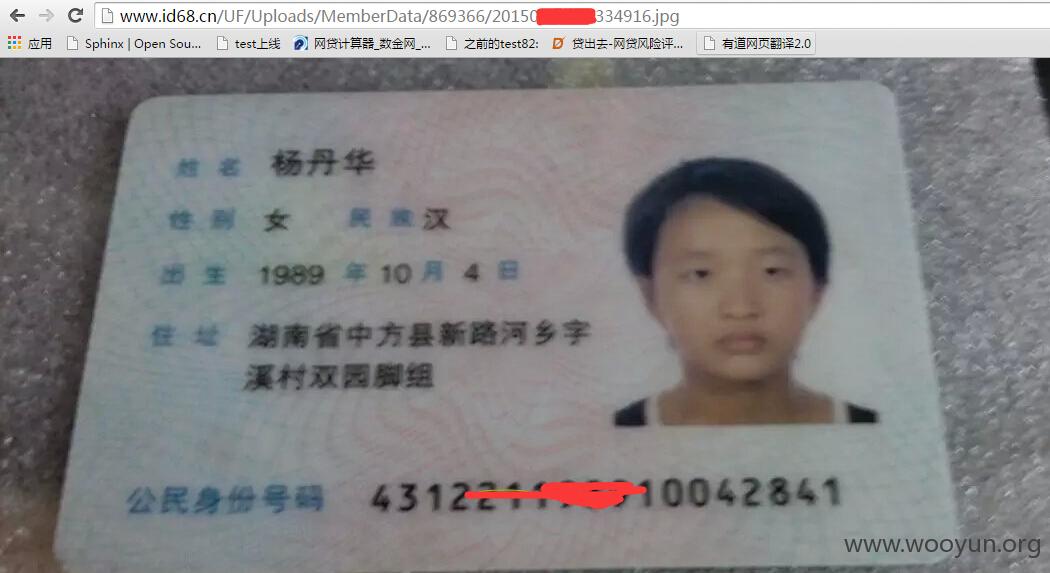 www.id68.cn/UF/Uploads/MemberData/869366/20150 334916.jpg
应用 Sphinx | Open Sou... test上线 网贷计算器_数金网_... 之前的test82: 贷出去-网贷风险评... 有道网页翻译2.0
姓名 杨丹华
性别 女 民族 汉
出生 1989 年 10 月 4 日
住址 湖南省中方县新路河乡字
溪村双园脚组
公民身份号码
www.wooyun.org